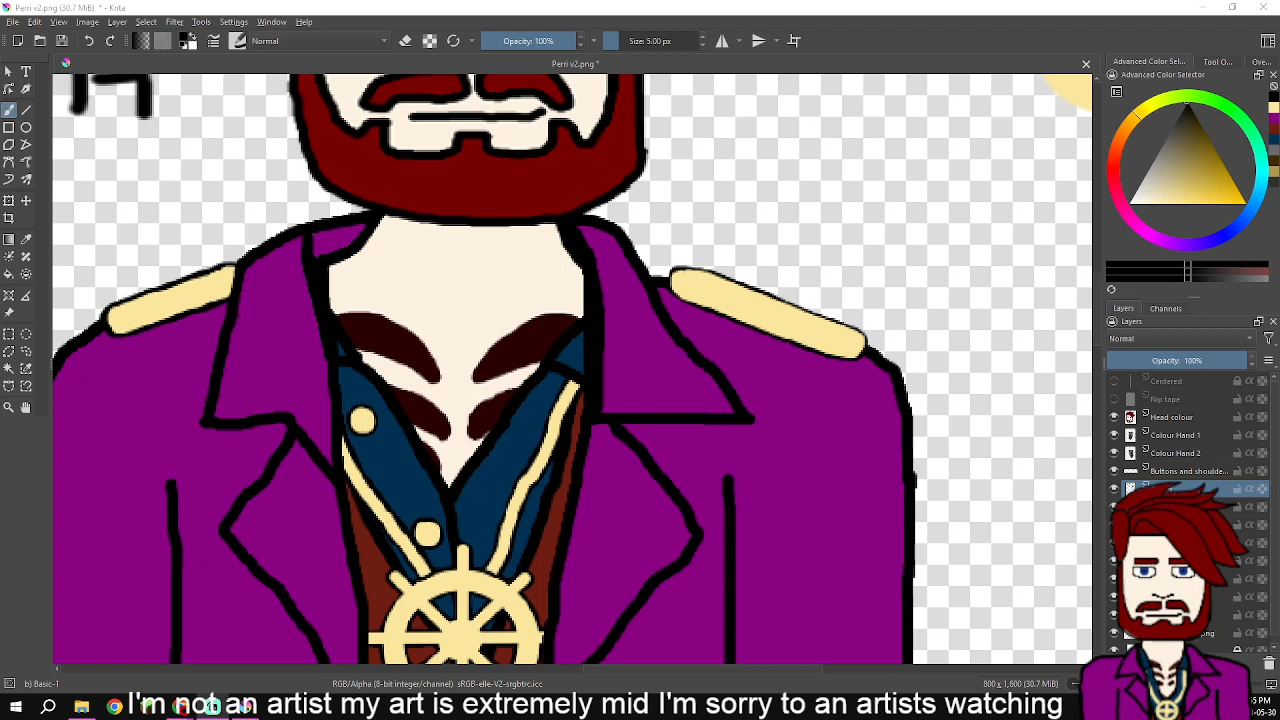 Perri v2.png (30.7 MiB) * - Krita
File Edit View Image Layer Select Filter Tools Settings Window Help
Normal Opacity: 100% Size: 5.00 px
Perri v2.png * Advanced Color Sel... Tool O... Ove...
Advanced Color Selector
Layers Channels
Layers
Normal
Opacity: 100%
Centered
Nip tape
Head colour
Colour Hand 1
Colour Hand 2
Buttons and shoulde...
b) Basic-1 RGB/Alpha (8-bit integer/channel) sRGB-elle-V2-srgbtrc.icc 800 x 1,600 (30.7 MiB)
I'm not an artist my art is extremely mid I'm sorry to an artists watching